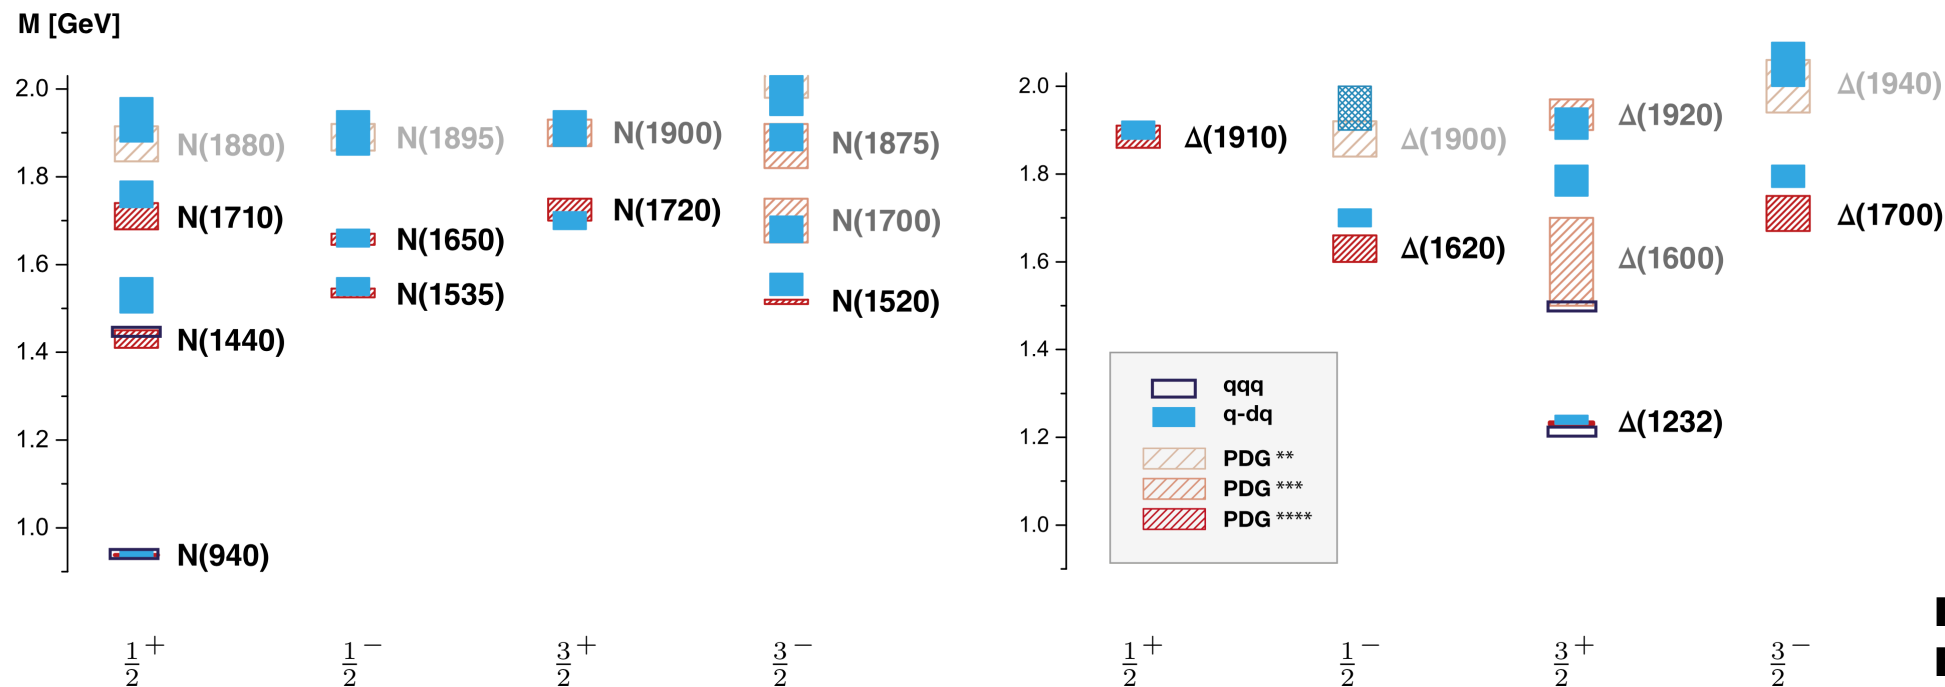 M [GeV]
2.0
1.8
1.6
1.4
1.2
1.0
N(1880)
N(1710)
N(1440)
N(940)
N(1895)
N(1650)
N(1535)
N(1900)
N(1720)
N(1875)
N(1700)
N(1520)
1/2+
1/2−
3/2+
3/2−
2.0
1.8
1.6
1.4
1.2
1.0
Δ(1910)
Δ(1900)
Δ(1620)
Δ(1920)
Δ(1600)
Δ(1232)
Δ(1940)
Δ(1700)
qqq
q-dq
PDG **
PDG ***
PDG ****
1/2+
1/2−
3/2+
3/2−